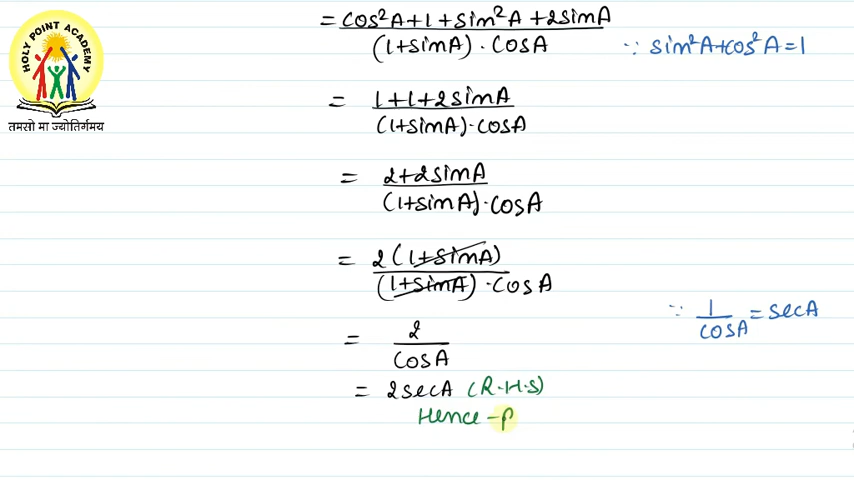 HOLY POINT ACADEMY
तमसो मा ज्योतिर्गमय
= cos²A+1+sin²A+2sinA / (1+sinA)·cosA
∵ sin²A+cos²A=1
= 1+1+2sinA / (1+sinA)·cosA
= 2+2sinA / (1+sinA)·cosA
= 2(1+sinA) / (1+sinA)·cosA
∵ 1/cosA = secA
= 2/cosA
= 2secA (R.H.S)
Hence-p